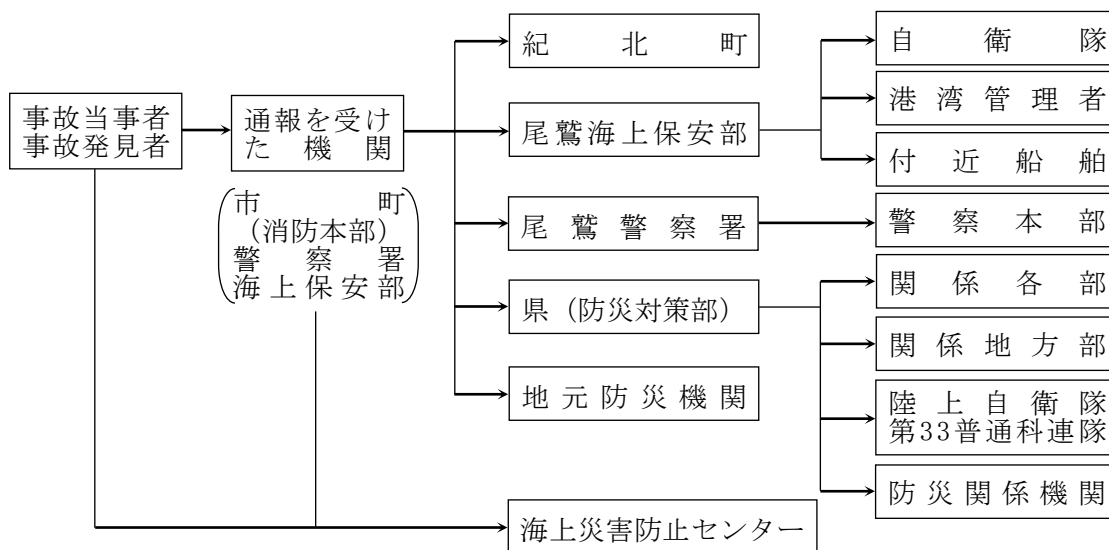 事故当事者
事故発見者
通報を受け
た機関
市町
(消防本部)
警察署
海上保安部
紀北町
尾鷲海上保安部
尾鷲警察署
県(防災対策部)
地元防災機関
海上災害防止センター
自衛隊
港湾管理者
付近船舶
警察本部
関係各部
関係地方部
陸上自衛隊
第33普通科連隊
防災関係機関